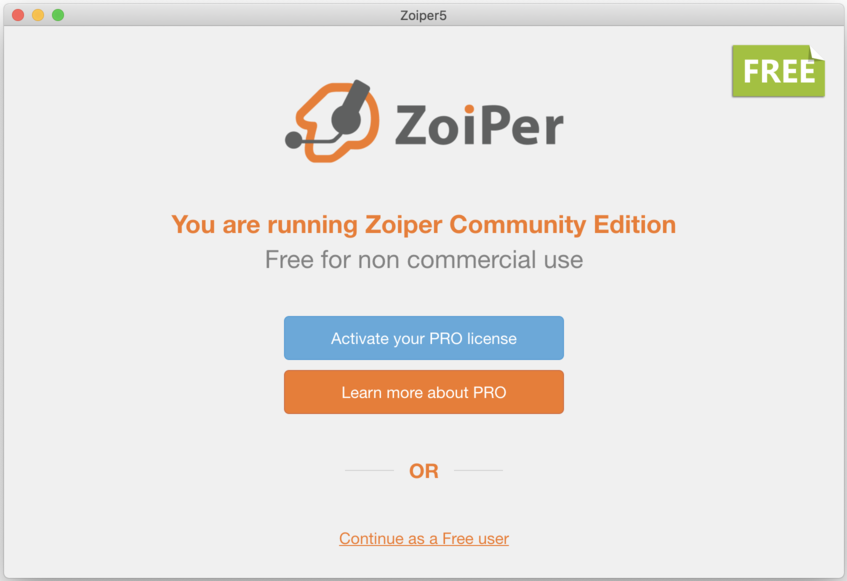 Zoiper5
FREE
ZoiPer
You are running Zoiper Community Edition
Free for non commercial use
Activate your PRO license
Learn more about PRO
OR
Continue as a Free user